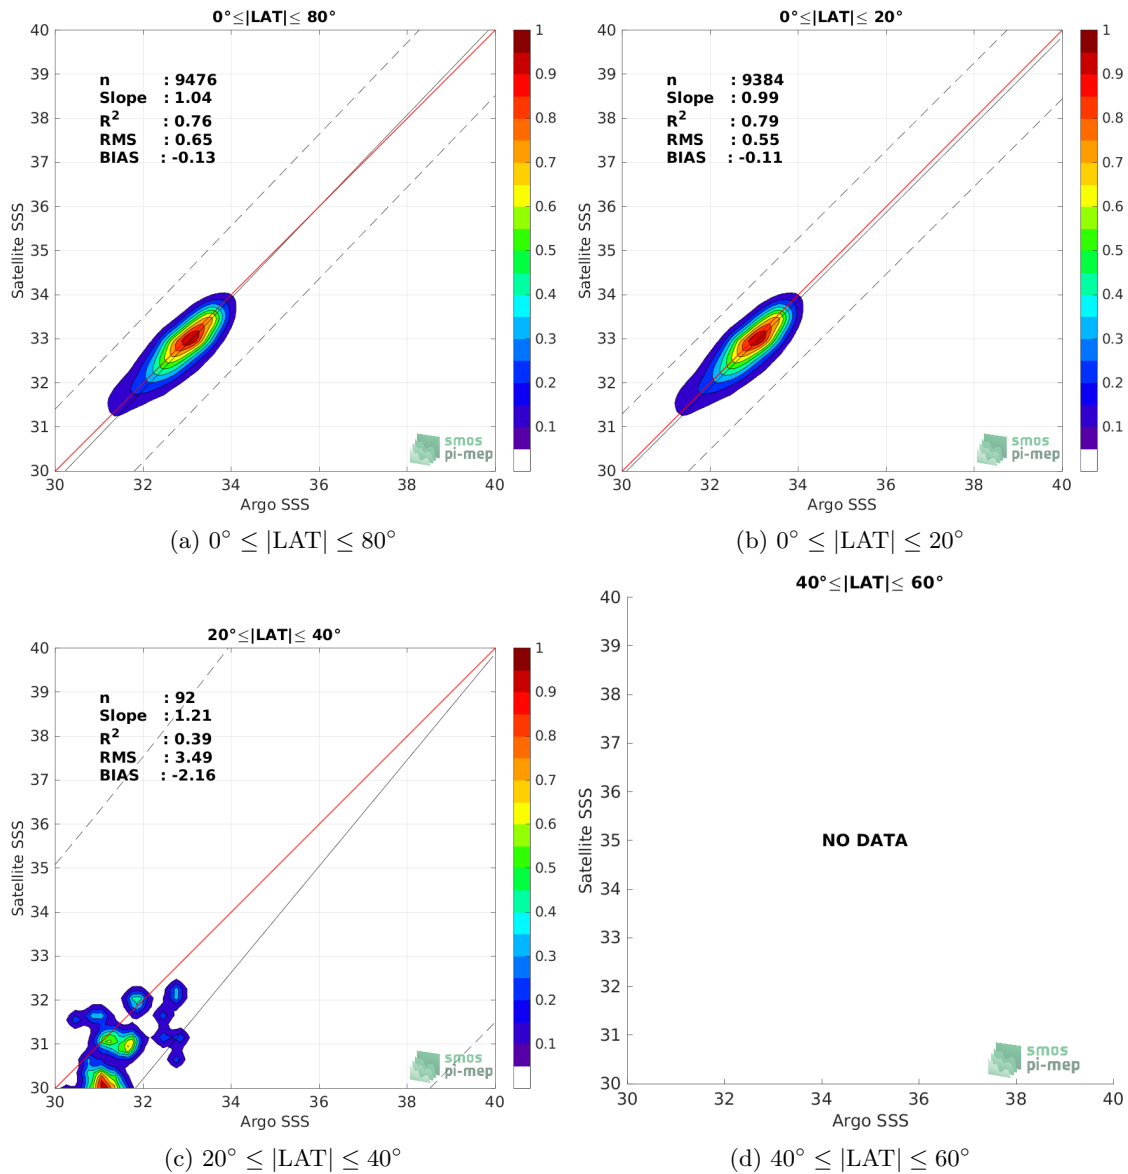 0°≤|LAT|≤ 80°
n : 9476
Slope : 1.04
R² : 0.76
RMS : 0.65
BIAS : -0.13
40
39
38
37
36
35
34
33
32
31
30
Satellite SSS
30 32 34 36 38 40
Argo SSS
1
0.9
0.8
0.7
0.6
0.5
0.4
0.3
0.2
0.1
smos
pi-mep
(a) 0° ≤ |LAT| ≤ 80°
0°≤|LAT|≤ 20°
n : 9384
Slope : 0.99
R² : 0.79
RMS : 0.55
BIAS : -0.11
40
39
38
37
36
35
34
33
32
31
30
Satellite SSS
30 32 34 36 38 40
Argo SSS
1
0.9
0.8
0.7
0.6
0.5
0.4
0.3
0.2
0.1
smos
pi-mep
(b) 0° ≤ |LAT| ≤ 20°
20°≤|LAT|≤ 40°
n : 92
Slope : 1.21
R² : 0.39
RMS : 3.49
BIAS : -2.16
40
39
38
37
36
35
34
33
32
31
30
Satellite SSS
30 32 34 36 38 40
Argo SSS
1
0.9
0.8
0.7
0.6
0.5
0.4
0.3
0.2
0.1
smos
pi-mep
(c) 20° ≤ |LAT| ≤ 40°
40°≤|LAT|≤ 60°
40
39
38
37
36
35
34
33
32
31
30
Satellite SSS
NO DATA
30 32 34 36 38 40
Argo SSS
smos
pi-mep
(d) 40° ≤ |LAT| ≤ 60°